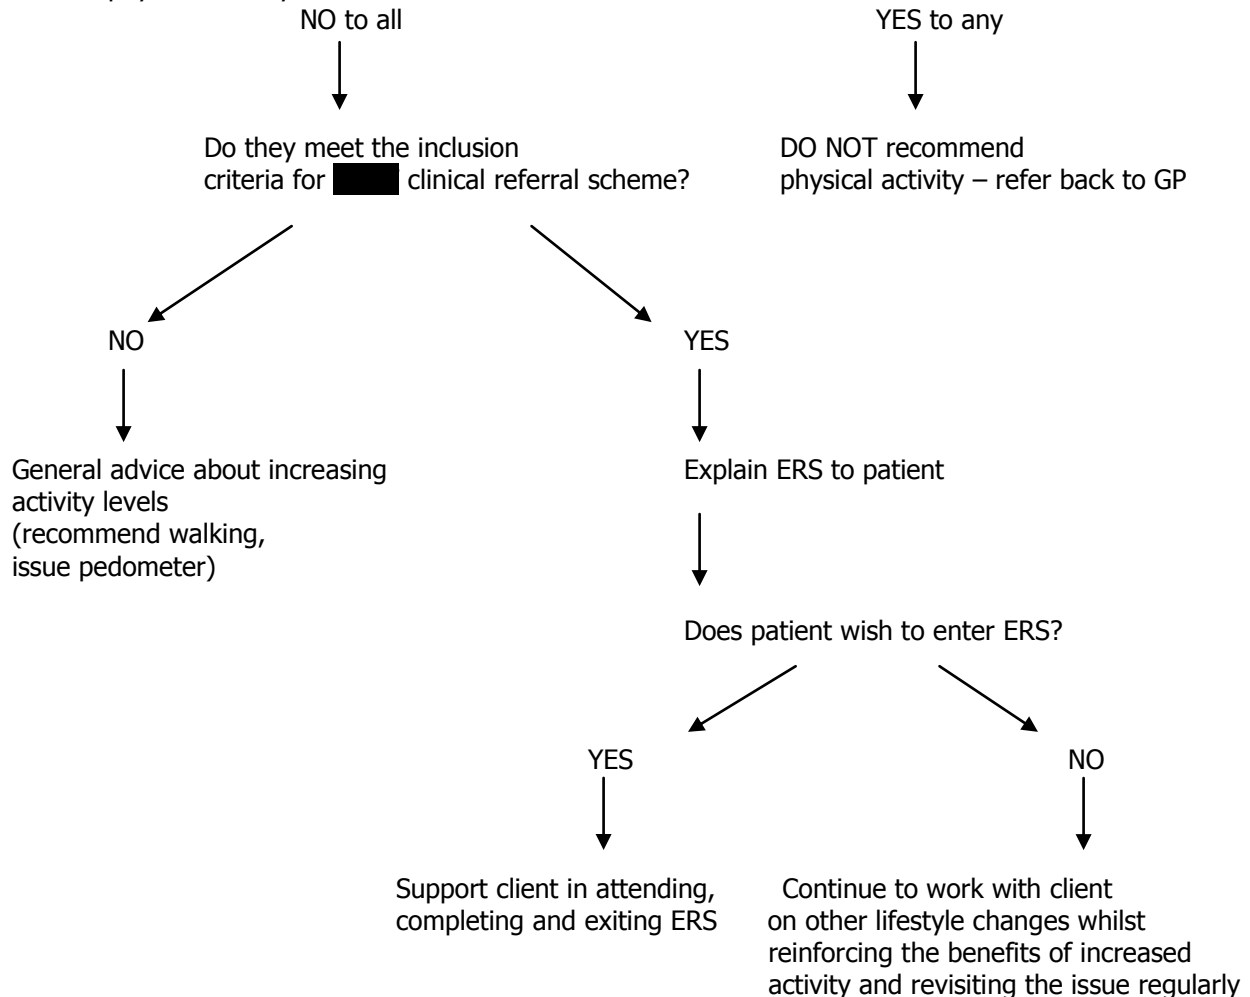 NO to all
YES to any
Do they meet the inclusion
criteria for clinical referral scheme?
DO NOT recommend
physical activity – refer back to GP
NO
YES
General advice about increasing
activity levels
(recommend walking,
issue pedometer)
Explain ERS to patient
Does patient wish to enter ERS?
YES
NO
Support client in attending,
completing and exiting ERS
Continue to work with client
on other lifestyle changes whilst
reinforcing the benefits of increased
activity and revisiting the issue regularly